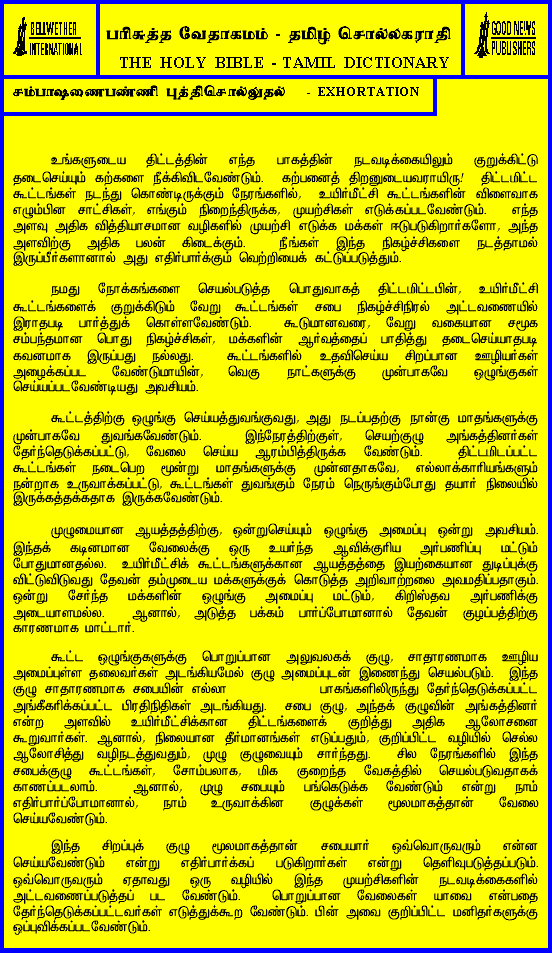 BELLWETHER
INTERNATIONAL
பரிசுத்த வேதாகமம் - தமிழ் சொல்லகராதி
THE HOLY BIBLE - TAMIL DICTIONARY
GOOD NEWS
PUBLISHERS
சம்பாஷணைபண்ணி புத்திசொல்லுதல் - EXHORTATION
உங்களுடைய திட்டத்தின் எந்த பாகத்தின் நடவடிக்கையிலும் குறுக்கிட்டு
தடைசெய்யும் கற்களை நீக்கிவிடவேண்டும். கற்பனைத் திறனுடையவராயிரு! திட்டமிட்ட
கூட்டங்கள் நடந்து கொண்டிருக்கும் நேரங்களில், உயிர்மீட்சி கூட்டங்களின் விளைவாக
எழும்பின சாட்சிகள், எங்கும் நிறைந்திருக்க, முயற்சிகள் எடுக்கப்படவேண்டும். எந்த
அளவு அதிக வித்தியாசமான வழிகளில் முயற்சி எடுக்க மக்கள் ஈடுபடுகிறார்களோ, அந்த
அளவிற்கு அதிக பலன் கிடைக்கும். நீங்கள் இந்த நிகழ்ச்சிகளை நடத்தாமல்
இருப்பீர்களானால் அது எதிர்பார்க்கும் வெற்றியைக் கட்டுப்படுத்தும்.
நமது நோக்கங்களை செயல்படுத்த பொதுவாகத் திட்டமிட்டபின், உயிர்மீட்சி
கூட்டங்களைக் குறுக்கிடும் வேறு கூட்டங்கள் சபை நிகழ்ச்சிநிரல் அட்டவணையில்
இராதபடி பார்த்துக் கொள்ளவேண்டும். கூடுமானவரை, வேறு வகையான சமூக
சம்பந்தமான பொது நிகழ்ச்சிகள், மக்களின் ஆர்வத்தைப் பாதித்து தடைசெய்யாதபடி
கவனமாக இருப்பது நல்லது. கூட்டங்களில் உதவிசெய்ய சிறப்பான ஊழியர்கள்
அழைக்கப்பட வேண்டுமாயின், வெகு நாட்களுக்கு முன்பாகவே ஒழுங்குகள்
செய்யப்படவேண்டியது அவசியம்.
கூட்டத்திற்கு ஒழுங்கு செய்யத்துவங்குவது, அது நடப்பதற்கு நான்கு மாதங்களுக்கு
முன்பாகவே துவங்கவேண்டும். இந்நேரத்திற்குள், செயற்குழு அங்கத்தினர்கள்
தேர்ந்தெடுக்கப்பட்டு, வேலை செய்ய ஆரம்பித்திருக்க வேண்டும். திட்டமிடப்பட்ட
கூட்டங்கள் நடைபெற மூன்று மாதங்களுக்கு முன்னதாகவே, எல்லாக்காரியங்களும்
நன்றாக உருவாக்கப்பட்டு, கூட்டங்கள் துவங்கும் நேரம் நெருங்கும்போது தயார் நிலையில்
இருக்கத்தக்கதாக இருக்கவேண்டும்.
முழுமையான ஆயத்தத்திற்கு, ஒன்றுசெய்யும் ஒழுங்கு அமைப்பு ஒன்று அவசியம்.
இந்தக் கடினமான வேலைக்கு ஒரு உயர்ந்த ஆவிக்குரிய அர்பணிப்பு மட்டும்
போதுமானதல்ல. உயிர்மீட்சிக் கூட்டங்களுக்கான ஆயத்தத்தை இயற்கையான துடிப்புக்கு
விட்டுவிடுவது தேவன் தம்முடைய மக்களுக்குக் கொடுத்த அறிவாற்றலை அவமதிப்பதாகும்.
ஒன்று சேர்ந்த மக்களின் ஒழுங்கு அமைப்பு மட்டும், கிறிஸ்தவ அர்பணிக்கு
அடையாளமல்ல. ஆனால், அடுத்த பக்கம் பார்ப்போமானால் தேவன் குழப்பத்திற்கு
காரணமாக மாட்டார்.
கூட்ட ஒழுங்குகளுக்கு பொறுப்பான அலுவலகக் குழு, சாதாரணமாக ஊழிய
அமைப்புள்ள தலைவர்கள் அடங்கியமேல் குழு அமைப்புடன் இணைந்து செயல்படும். இந்த
குழு சாதாரணமாக சபையின் எல்லா பாகங்களிலிருந்து தேர்ந்தெடுக்கப்பட்ட
அங்கீகரிக்கப்பட்ட பிரதிநிதிகள் அடங்கியது. சபை குழு, அந்தக் குழுவின் அங்கத்தினர்
என்ற அளவில் உயிர்மீட்சிக்கான திட்டங்களைக் குறித்து அதிக ஆலோசனை
கூறுவார்கள். ஆனால், நிலையான தீர்மானங்கள் எடுப்பதும், குறிப்பிட்ட வழியில் செல்ல
ஆலோசித்து வழிநடத்துவதும், முழு குழுவையும் சார்ந்தது. சில நேரங்களில் இந்த
சபைக்குழு கூட்டங்கள், சோம்பலாக, மிக குறைந்த வேகத்தில் செயல்படுவதாகக்
காணப்படலாம். ஆனால், முழு சபையும் பங்கெடுக்க வேண்டும் என்று நாம்
எதிர்பார்ப்போமானால், நாம் உருவாக்கின குழுக்கள் மூலமாகத்தான் வேலை
செய்யவேண்டும்.
இந்த சிறப்புக் குழு மூலமாகத்தான் சபையார் ஒவ்வொருவரும் என்ன
செய்யவேண்டும் என்று எதிர்பார்க்கப் படுகிறார்கள் என்று தெளிவுபடுத்தப்படும்.
ஒவ்வொருவரும் ஏதாவது ஒரு வழியில் இந்த முயற்சிகளின் நடவடிக்கைகளில்
அட்டவணைப்படுத்தப் பட வேண்டும். பொறுப்பான வேலைகள் யாவை என்பதை
தேர்ந்தெடுக்கப்பட்டவர்கள் எடுத்துக்கூற வேண்டும். பின் அவை குறிப்பிட்ட மனிதர்களுக்கு
ஒப்புவிக்கப்படவேண்டும்.